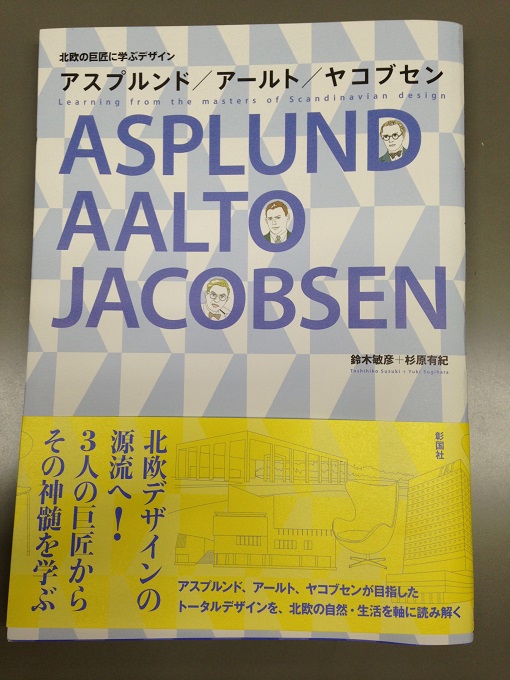 北欧の巨匠に学ぶデザイン
アスプルンド／アールト／ヤコブセン
Learning from the masters of Scandinavian design
ASPLUND
AALTO
JACOBSEN
鈴木敏彦＋杉原有紀
Toshihiko Suzuki + Yuki Sugihara
彰国社
北欧デザインの
源流へ！
3人の巨匠から
その神髄を学ぶ
アスプルンド、アールト、ヤコブセンが目指した
トータルデザインを、北欧の自然・生活を軸に読み解く